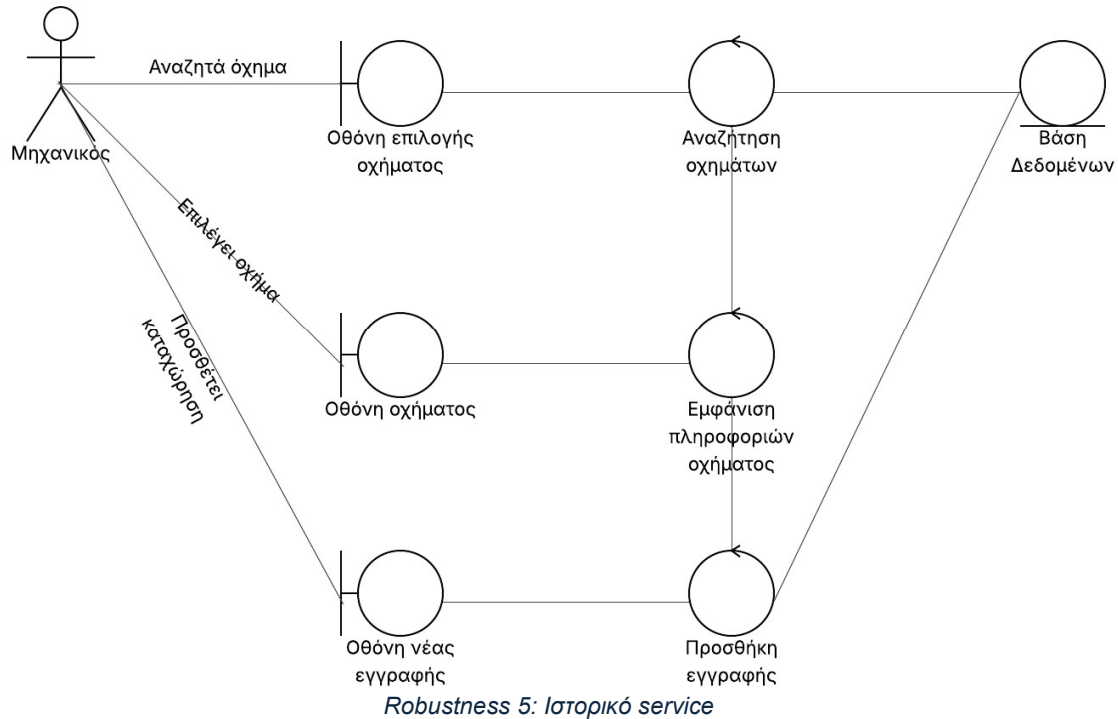 Αναζητά όχημα
Μηχανικός
Οθόνη επιλογής
οχήματος
Αναζήτηση
οχημάτων
Βάση
Δεδομένων
Επιλέγει οχήμα
Οθόνη οχήματος
Εμφάνιση
πληροφοριών
οχήματος
Προσθέτει
καταχώρηση
Οθόνη νέας
εγγραφής
Προσθήκη
εγγραφής
Robustness 5: Ιστορικό service